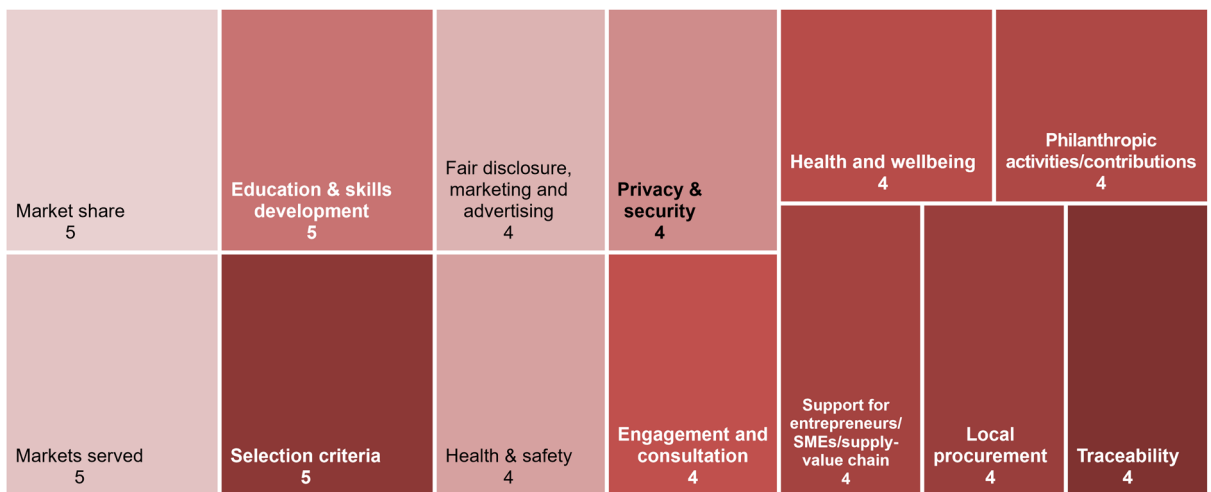 Market share
5
Education & skills
development
5
Fair disclosure,
marketing and
advertising
4
Privacy &
security
4
Health and wellbeing
4
Philanthropic
activities/contributions
4
Markets served
5
Selection criteria
5
Health & safety
4
Engagement and
consultation
4
Support for
entrepreneurs/
SMEs/supply-
value chain
4
Local
procurement
4
Traceability
4